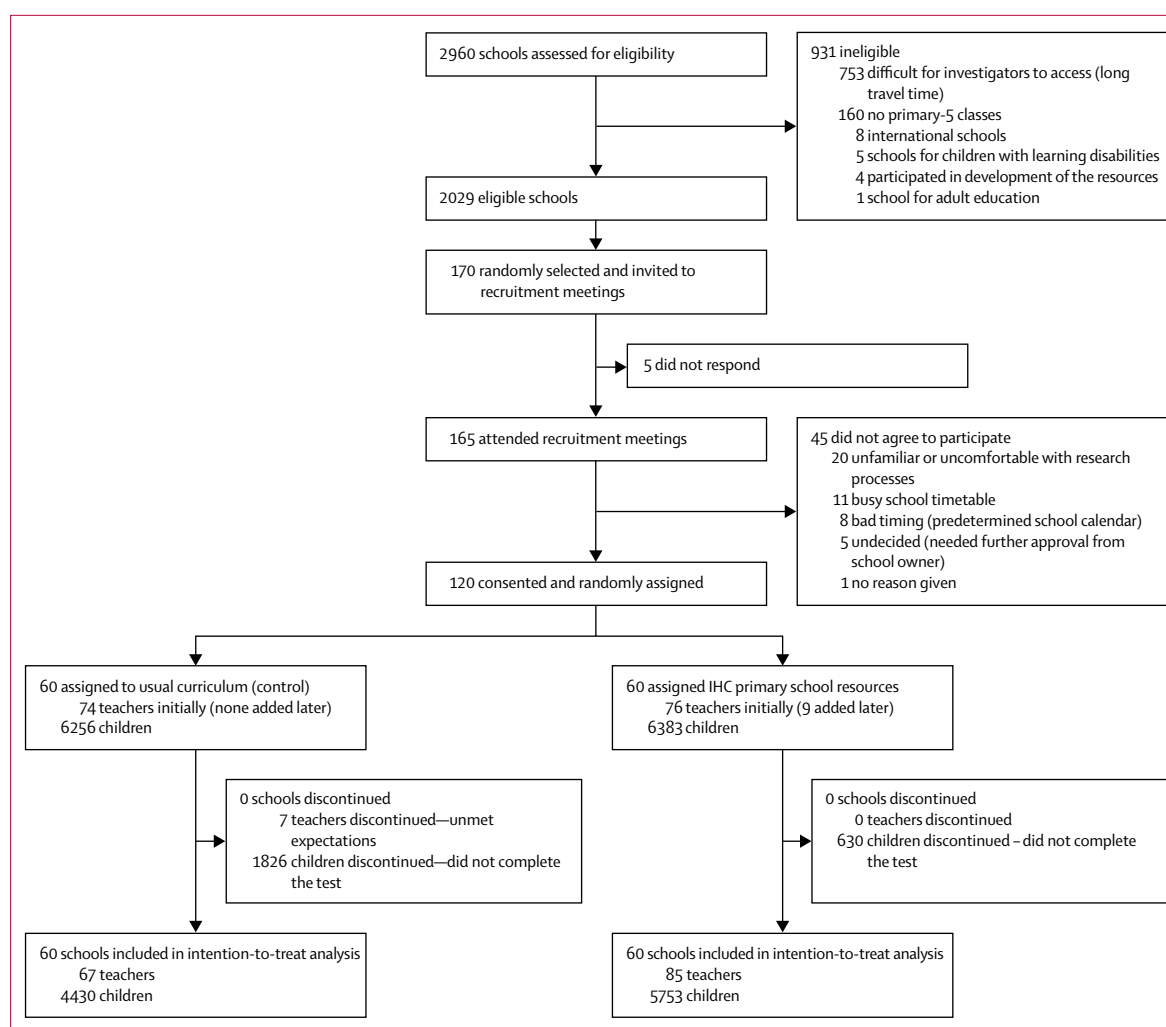 2960 schools assessed for eligibility
931 ineligible
753 difficult for investigators to access (long
travel time)
160 no primary-5 classes
8 international schools
5 schools for children with learning disabilities
4 participated in development of the resources
1 school for adult education
2029 eligible schools
170 randomly selected and invited to
recruitment meetings
5 did not respond
165 attended recruitment meetings
45 did not agree to participate
20 unfamiliar or uncomfortable with research
processes
11 busy school timetable
8 bad timing (predetermined school calendar)
5 undecided (needed further approval from
school owner)
1 no reason given
120 consented and randomly assigned
60 assigned to usual curriculum (control)
74 teachers initially (none added later)
6256 children
60 assigned IHC primary school resources
76 teachers initially (9 added later)
6383 children
0 schools discontinued
7 teachers discontinued—unmet
expectations
1826 children discontinued—did not complete
the test
0 schools discontinued
0 teachers discontinued
630 children discontinued – did not complete
the test
60 schools included in intention-to-treat analysis
67 teachers
4430 children
60 schools included in intention-to-treat analysis
85 teachers
5753 children